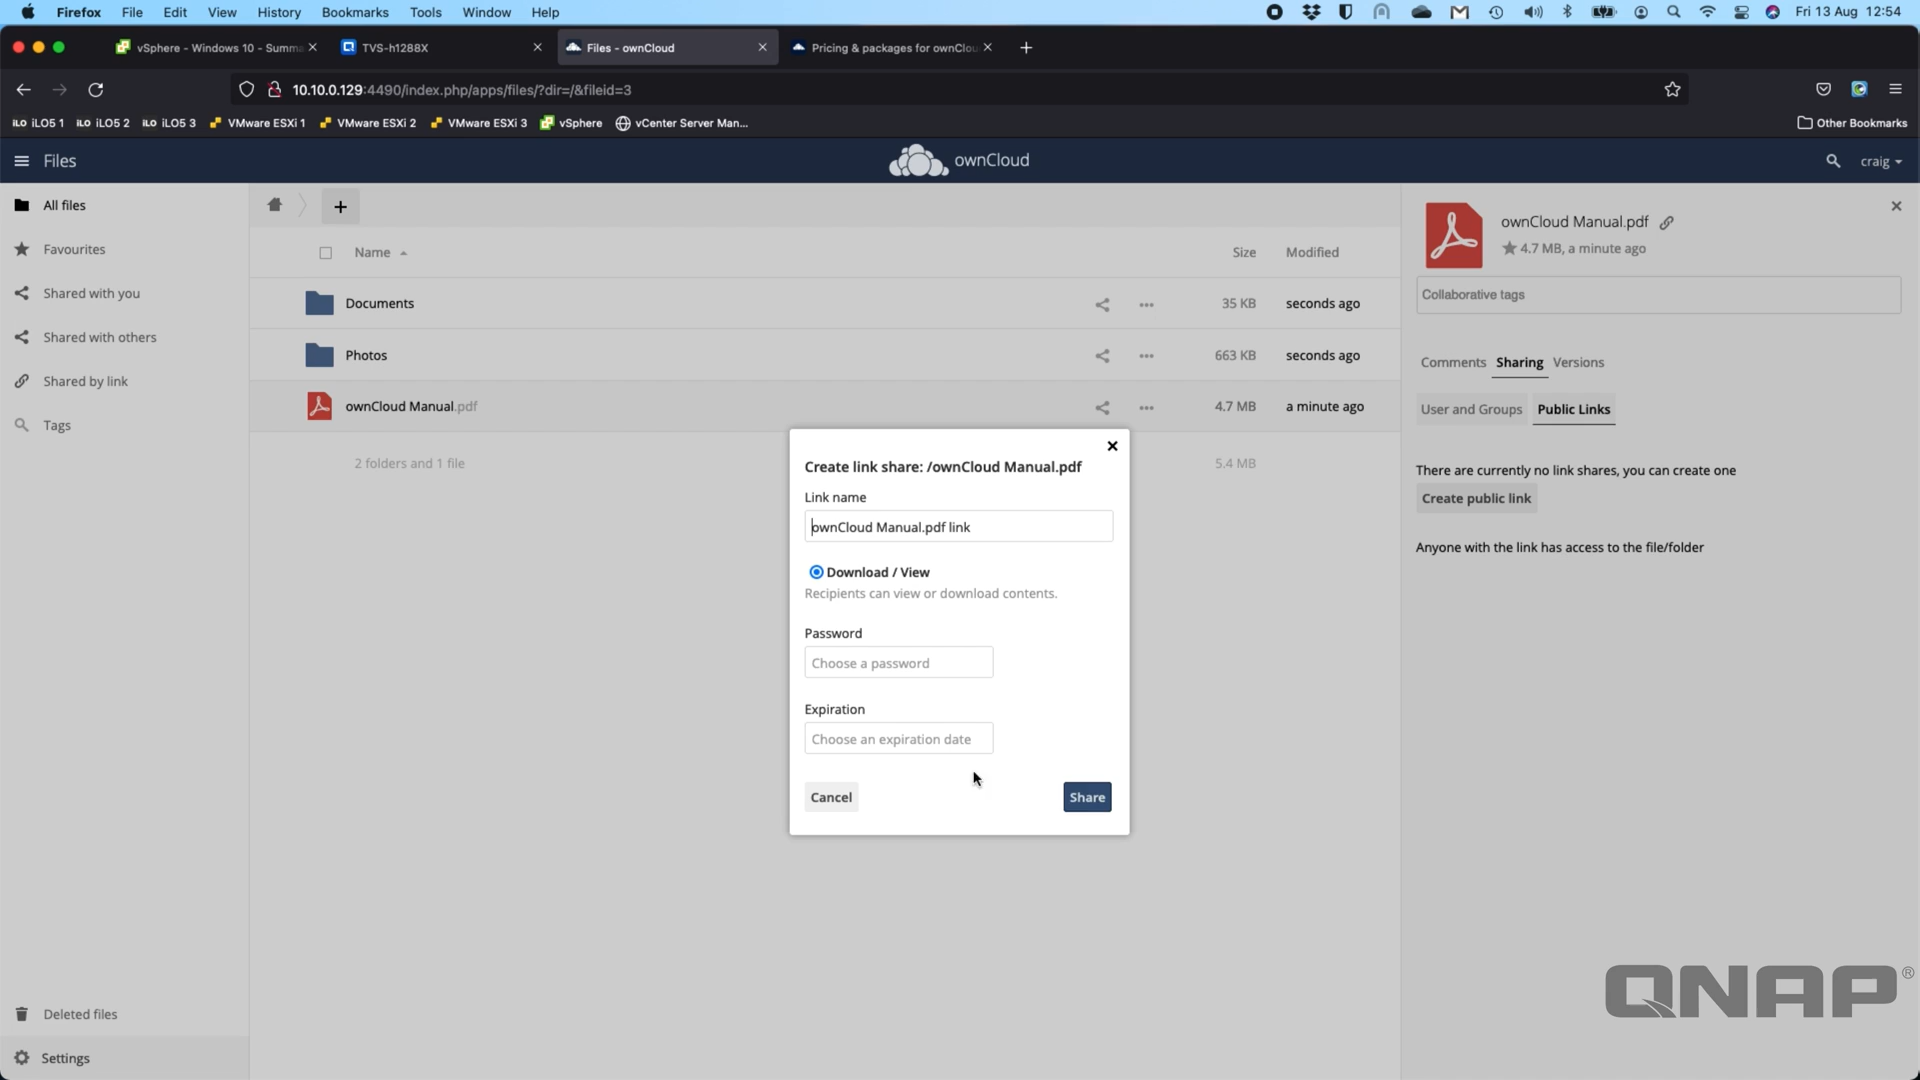 Firefox File Edit View History Bookmarks Tools Window Help Fri 13 Aug 12:54
vSphere - Windows 10 - Summa TVS-h1288X Files - ownCloud Pricing & packages for ownClou
10.10.0.129:4490/index.php/apps/files/?dir=/&fileid=3
iLO iLO5 1 iLO iLO5 2 iLO iLO5 3 VMware ESXi 1 VMware ESXi 2 VMware ESXi 3 vSphere vCenter Server Man... Other Bookmarks
Files ownCloud craig
All files
Favourites
Shared with you
Shared with others
Shared by link
Tags
Deleted files
Settings
+
Name Size Modified
Documents 35 KB seconds ago
Photos 663 KB seconds ago
ownCloud Manual.pdf 4.7 MB a minute ago
2 folders and 1 file 5.4 MB
Create link share: /ownCloud Manual.pdf
Link name
ownCloud Manual.pdf link
Download / View
Recipients can view or download contents.
Password
Choose a password
Expiration
Choose an expiration date
Cancel Share
ownCloud Manual.pdf
4.7 MB, a minute ago
Collaborative tags
Comments Sharing Versions
User and Groups Public Links
There are currently no link shares, you can create one
Create public link
Anyone with the link has access to the file/folder
QNAP®